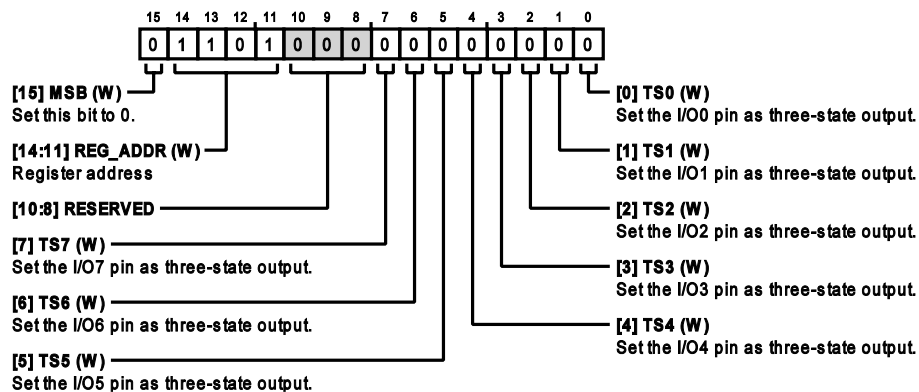 15 14 13 12 11 10 9 8 7 6 5 4 3 2 1 0
0 1 1 0 1 0 0 0 0 0 0 0 0 0 0 0
[15] MSB (W)
Set this bit to 0.
[14:11] REG_ADDR (W)
Register address
[10:8] RESERVED
[7] TS7 (W)
Set the I/O7 pin as three-state output.
[6] TS6 (W)
Set the I/O6 pin as three-state output.
[5] TS5 (W)
Set the I/O5 pin as three-state output.
[0] TS0 (W)
Set the I/O0 pin as three-state output.
[1] TS1 (W)
Set the I/O1 pin as three-state output.
[2] TS2 (W)
Set the I/O2 pin as three-state output.
[3] TS3 (W)
Set the I/O3 pin as three-state output.
[4] TS4 (W)
Set the I/O4 pin as three-state output.